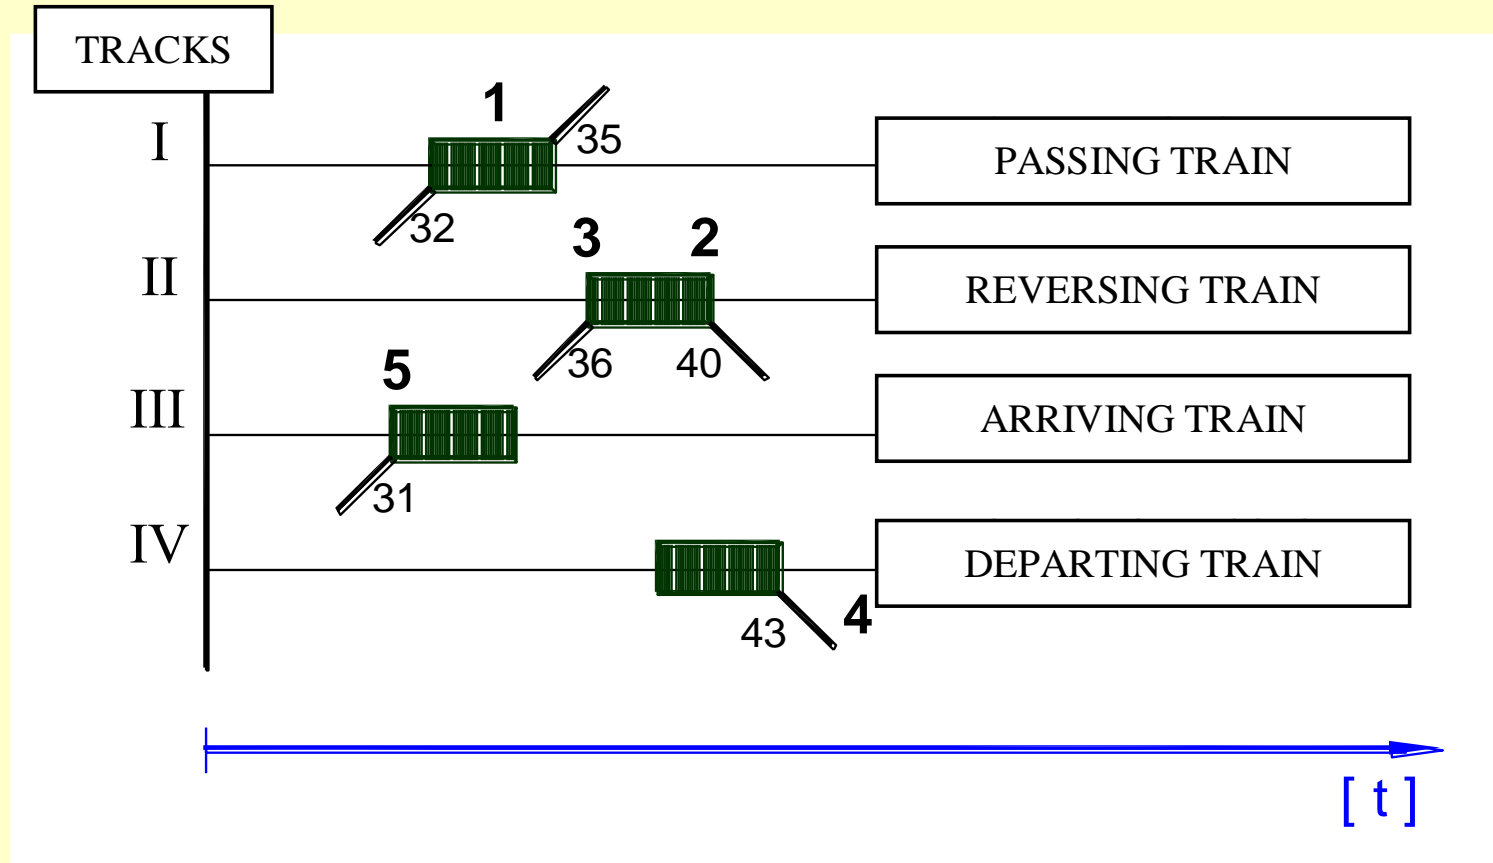 TRACKS
I
1
35
PASSING TRAIN
32
II
3
2
REVERSING TRAIN
36
40
III
5
ARRIVING TRAIN
31
IV
DEPARTING TRAIN
43
4
[ t ]